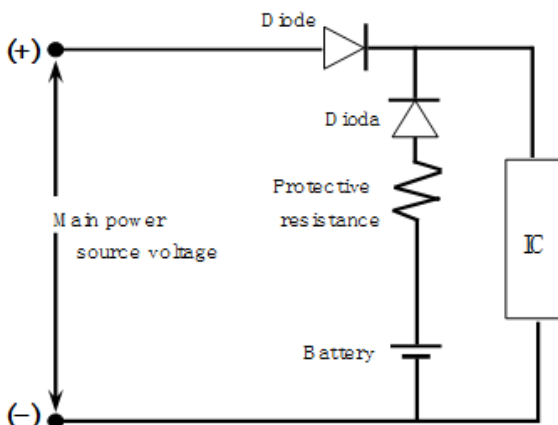 Diode
(+)
Dioda
Protective
resistance
Main power
source voltage
IC
Battery
(−)